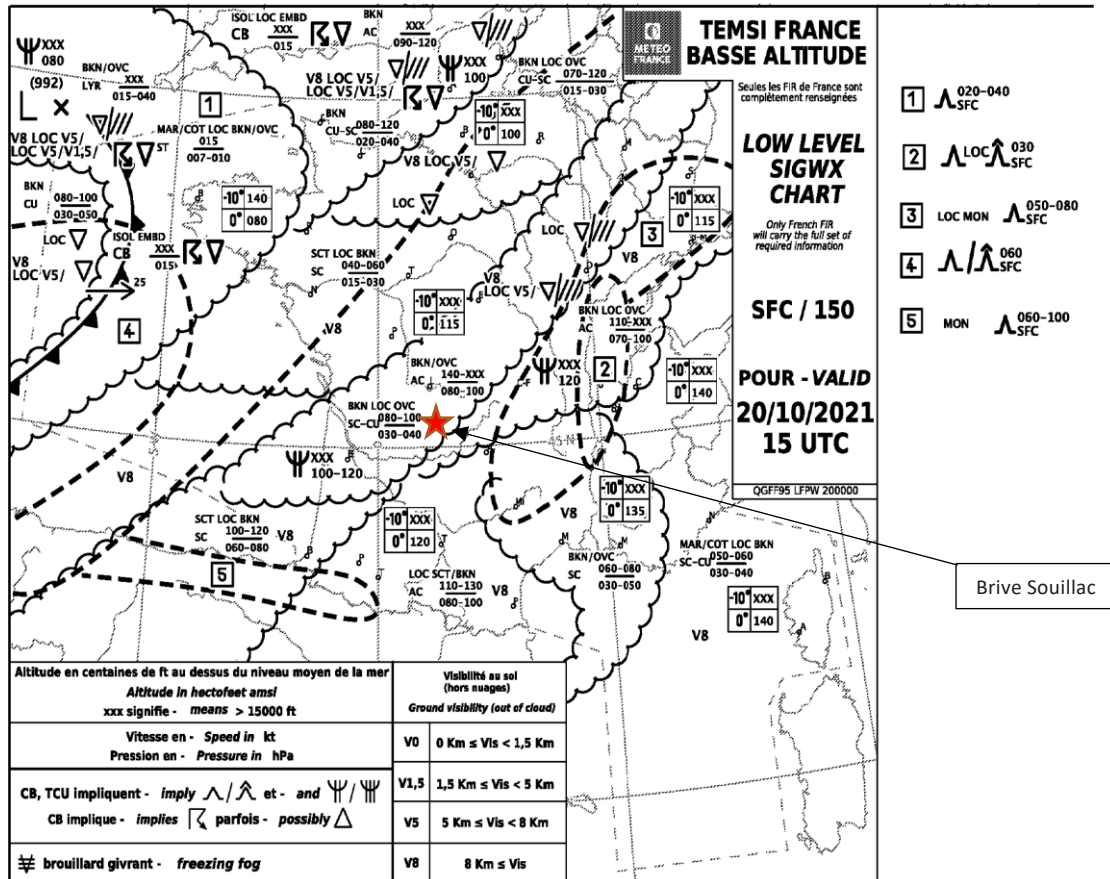 TEMSI FRANCE
BASSE ALTITUDE
METEO
FRANCE
Seules les FIR de France sont
complètement renseignées
LOW LEVEL
SIGWX
CHART
Only French FIR
will carry the full set of
required information
SFC / 150
POUR - VALID
20/10/2021
15 UTC
QGFF95 LFPW 200000
1 020-040
SFC
2 LOC 030
SFC
3 LOC MON 050-080
SFC
4 / 060
SFC
5 MON 060-100
SFC
Brive Souillac
XXX
080
(992)
L
BKN/OVC
LYR XXX
015-040
V8 LOC V5/
LOC V5/V1,5/
ISOL LOC EMBD
CB XXX
015
BKN
AC XXX
090-120
V8 LOC V5/
LOC V5/V1,5/
XXX
100
BKN LOC OVC
CU-SC 070-120
015-030
1
MAR/COT LOC BKN/OVC
ST 015
007-010
BKN
CU-SC 080-120
020-040
-10° XXX
0° 100
V8 LOC V5/
BKN
CU 080-100
030-050
LOC
V8
LOC V5/
ISOL EMBD
CB XXX
015
25
4
-10° 140
0° 080
LOC
LOC
3
V8
-10° XXX
0° 115
SCT LOC BKN
SC 040-060
015-030
V8
-10° XXX
0° 115
V8
LOC V5/
BKN LOC OVC
AC 110-XXX
070-100
BKN/OVC
AC 140-XXX
080-100
XXX
120
2
-10° XXX
0° 140
BKN LOC OVC
SC-CU 080-100
030-040
45 N
XXX
100-120
V8
-10° XXX
0° 135
V8
SCT LOC BKN
SC 100-120
060-080
V8
-10° XXX
0° 120
5
LOC SCT/BKN
AC 110-130
080-100
V8
BKN/OVC
SC 060-080
030-050
MAR/COT LOC BKN
SC-CU 050-060
030-040
-10° XXX
0° 140
V8
Altitude en centaines de ft au dessus du niveau moyen de la mer
Altitude in hectofeet amsl
xxx signifie - means > 15000 ft
Vitesse en - Speed in kt
Pression en - Pressure in hPa
CB, TCU impliquent - imply / et - and /
CB implique - implies parfois - possibly
brouillard givrant - freezing fog
Visibilité au sol
(hors nuages)
Ground visibility (out of cloud)
V0 0 Km ≤ Vis < 1,5 Km
V1,5 1,5 Km ≤ Vis < 5 Km
V5 5 Km ≤ Vis < 8 Km
V8 8 Km ≤ Vis